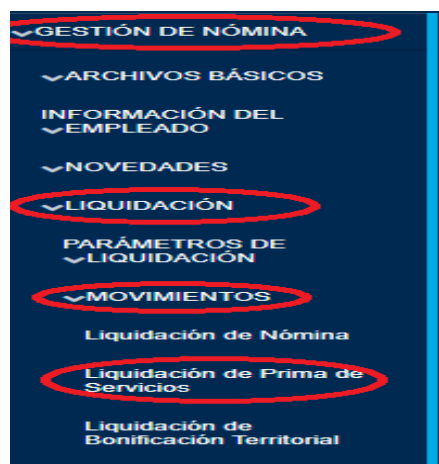 GESTIÓN DE NÓMINA
ARCHIVOS BÁSICOS
INFORMACIÓN DEL
EMPLEADO
NOVEDADES
LIQUIDACIÓN
PARÁMETROS DE
LIQUIDACIÓN
MOVIMIENTOS
Liquidación de Nómina
Liquidación de Prima de
Servicios
Liquidación de
Bonificación Territorial